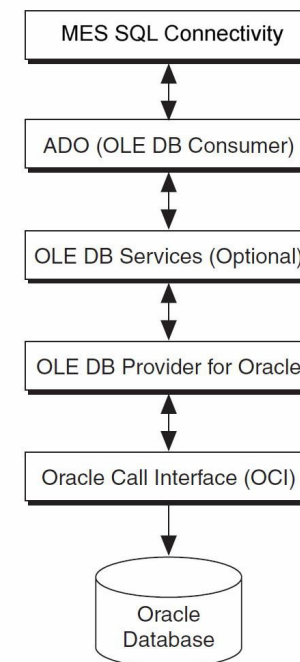 MES SQL Connectivity
ADO (OLE DB Consumer)
OLE DB Services (Optional)
OLE DB Provider for Oracle
Oracle Call Interface (OCI)
Oracle
Database